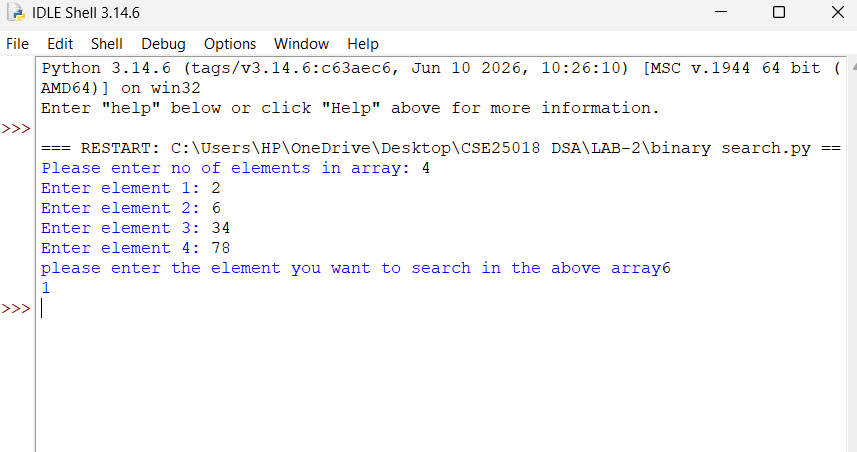 IDLE Shell 3.14.6
File Edit Shell Debug Options Window Help
Python 3.14.6 (tags/v3.14.6:c63aec6, Jun 10 2026, 10:26:10) [MSC v.1944 64 bit (
AMD64)] on win32
Enter "help" below or click "Help" above for more information.
>>>
=== RESTART: C:\Users\HP\OneDrive\Desktop\CSE25018 DSA\LAB-2\binary search.py ==
Please enter no of elements in array: 4
Enter element 1: 2
Enter element 2: 6
Enter element 3: 34
Enter element 4: 78
please enter the element you want to search in the above array6
1
>>>